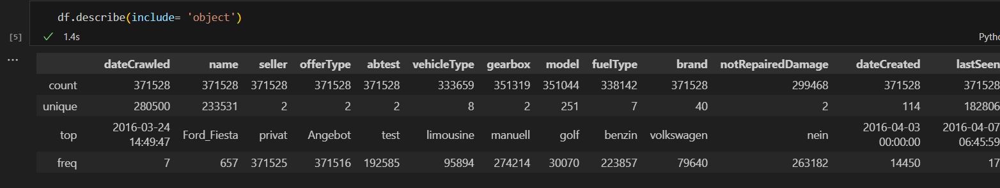 df.describe(include= 'object')
[5]
1.4s
Pytho
...
dateCrawled name seller offerType abtest vehicleType gearbox model fuelType brand notRepairedDamage dateCreated lastSeen
count 371528 371528 371528 371528 371528 333659 351319 351044 338142 371528 299468 371528 371528
unique 280500 233531 2 2 2 8 2 251 7 40 2 114 182806
top 2016-03-24 14:49:47 Ford_Fiesta privat Angebot test limousine manuell golf benzin volkswagen nein 2016-04-03 00:00:00 2016-04-07 06:45:59
freq 7 657 371525 371516 192585 95894 274214 30070 223857 79640 263182 14450 17